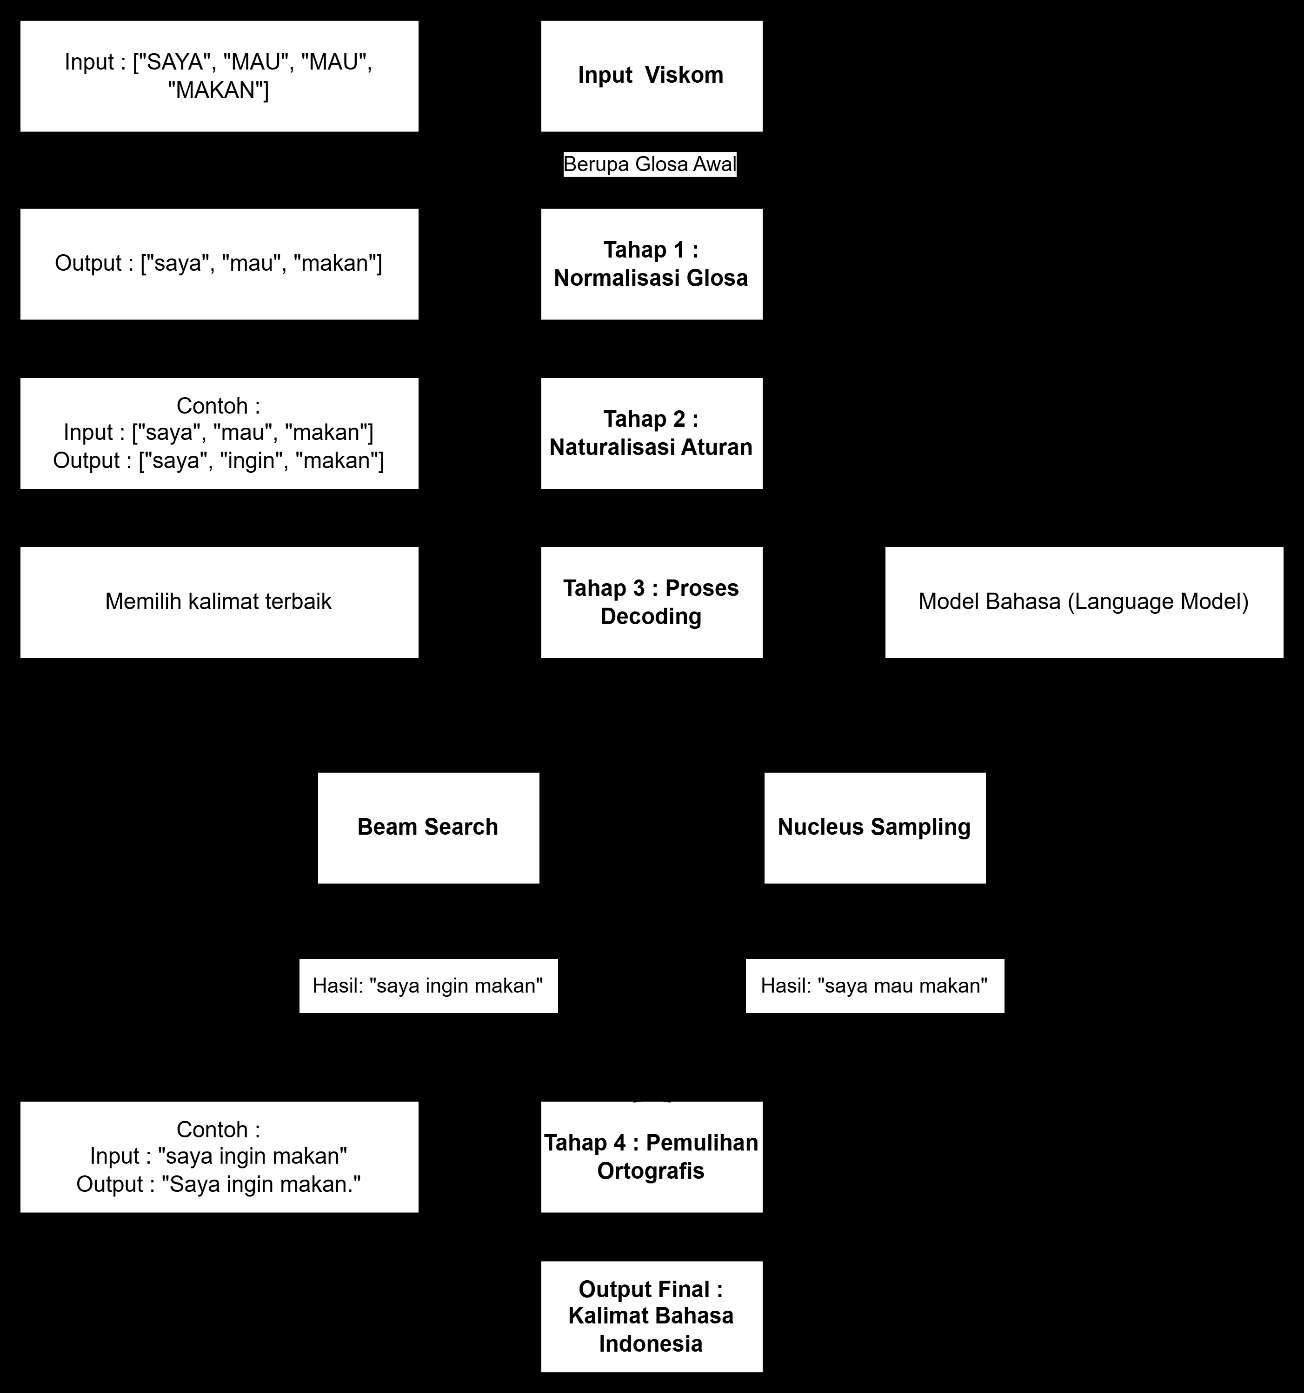 Input : ["SAYA", "MAU", "MAU",
"MAKAN"]
Input  Viskom
Berupa Glosa Awal
Output : ["saya", "mau", "makan"]
Tahap 1 :
Normalisasi Glosa
Contoh :
Input : ["saya", "mau", "makan"]
Output : ["saya", "ingin", "makan"]
Tahap 2 :
Naturalisasi Aturan
Memilih kalimat terbaik
Tahap 3 : Proses
Decoding
Model Bahasa (Language Model)
Beam Search
Nucleus Sampling
Hasil: "saya ingin makan"
Hasil: "saya mau makan"
Contoh :
Input : "saya ingin makan"
Output : "Saya ingin makan."
Tahap 4 : Pemulihan
Ortografis
Output Final :
Kalimat Bahasa
Indonesia